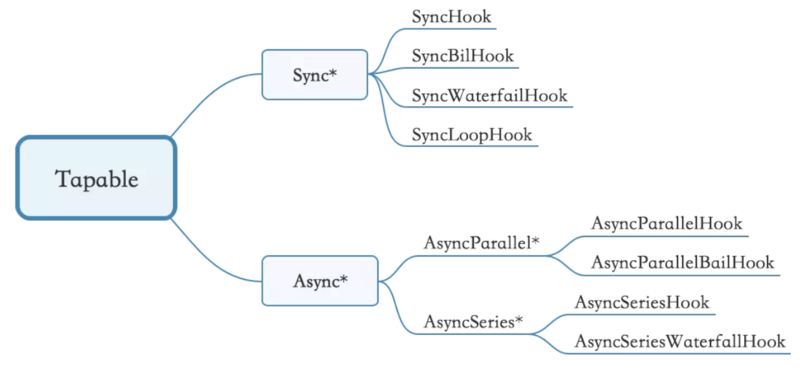 Tapable
Sync*
SyncHook
SyncBilHook
SyncWaterfailHook
SyncLoopHook
Async*
AsyncParallel*
AsyncParallelHook
AsyncParallelBailHook
AsyncSeries*
AsyncSeriesHook
AsyncSeriesWaterfallHook